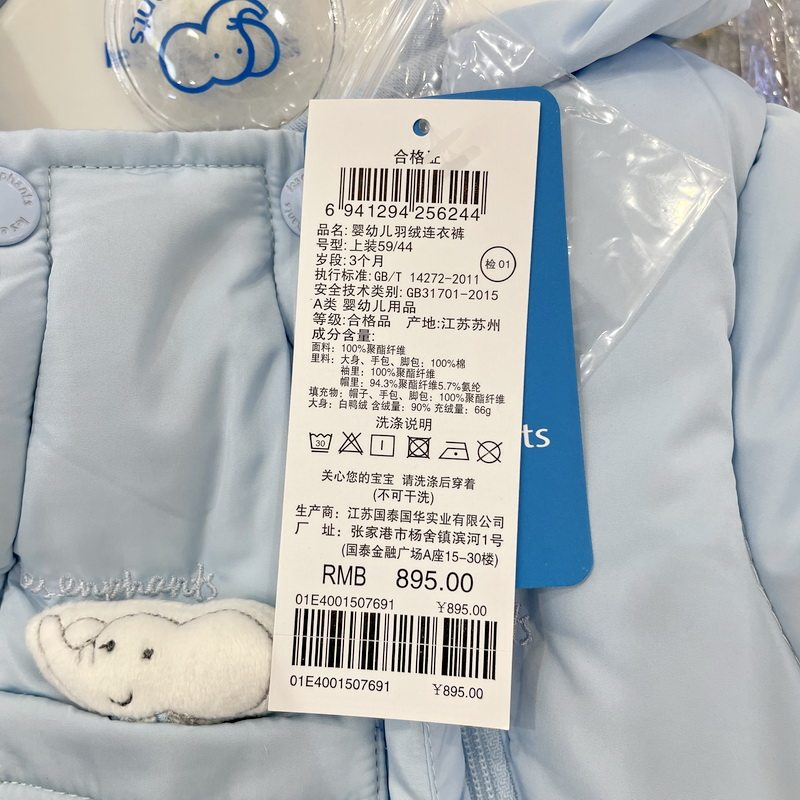 ants
合格证
6 941294 256244
品名: 婴幼儿羽绒连衣裤
号型: 上装59/44
岁段: 3个月
检 01
执行标准: GB/T 14272-2011
安全技术类别: GB31701-2015
A类 婴幼儿用品
等级:合格品 产地:江苏苏州
成分含量:
面料: 100%聚酯纤维
里料: 大身、手包、脚包: 100%棉
袖里: 100%聚酯纤维
帽里: 94.3%聚酯纤维5.7%氨纶
填充物: 帽子、手包、脚包: 100%聚酯纤维
大身: 白鸭绒 含绒量: 90% 充绒量: 66g
洗涤说明
30
关心您的宝宝 请洗涤后穿着
(不可干洗)
生产商: 江苏国泰国华实业有限公司
厂 址: 张家港市杨舍镇滨河1号
(国泰金融广场A座15-30楼)
RMB 895.00
01E4001507691 ¥895.00
01E4001507691 ¥895.00
ts